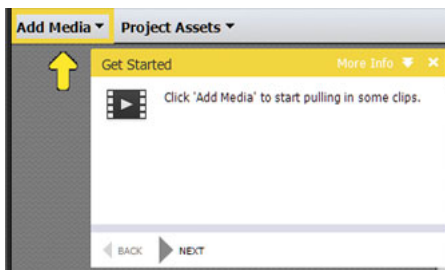 Add Media Project Assets
Get Started More Info
Click 'Add Media' to start pulling in some clips.
BACK NEXT